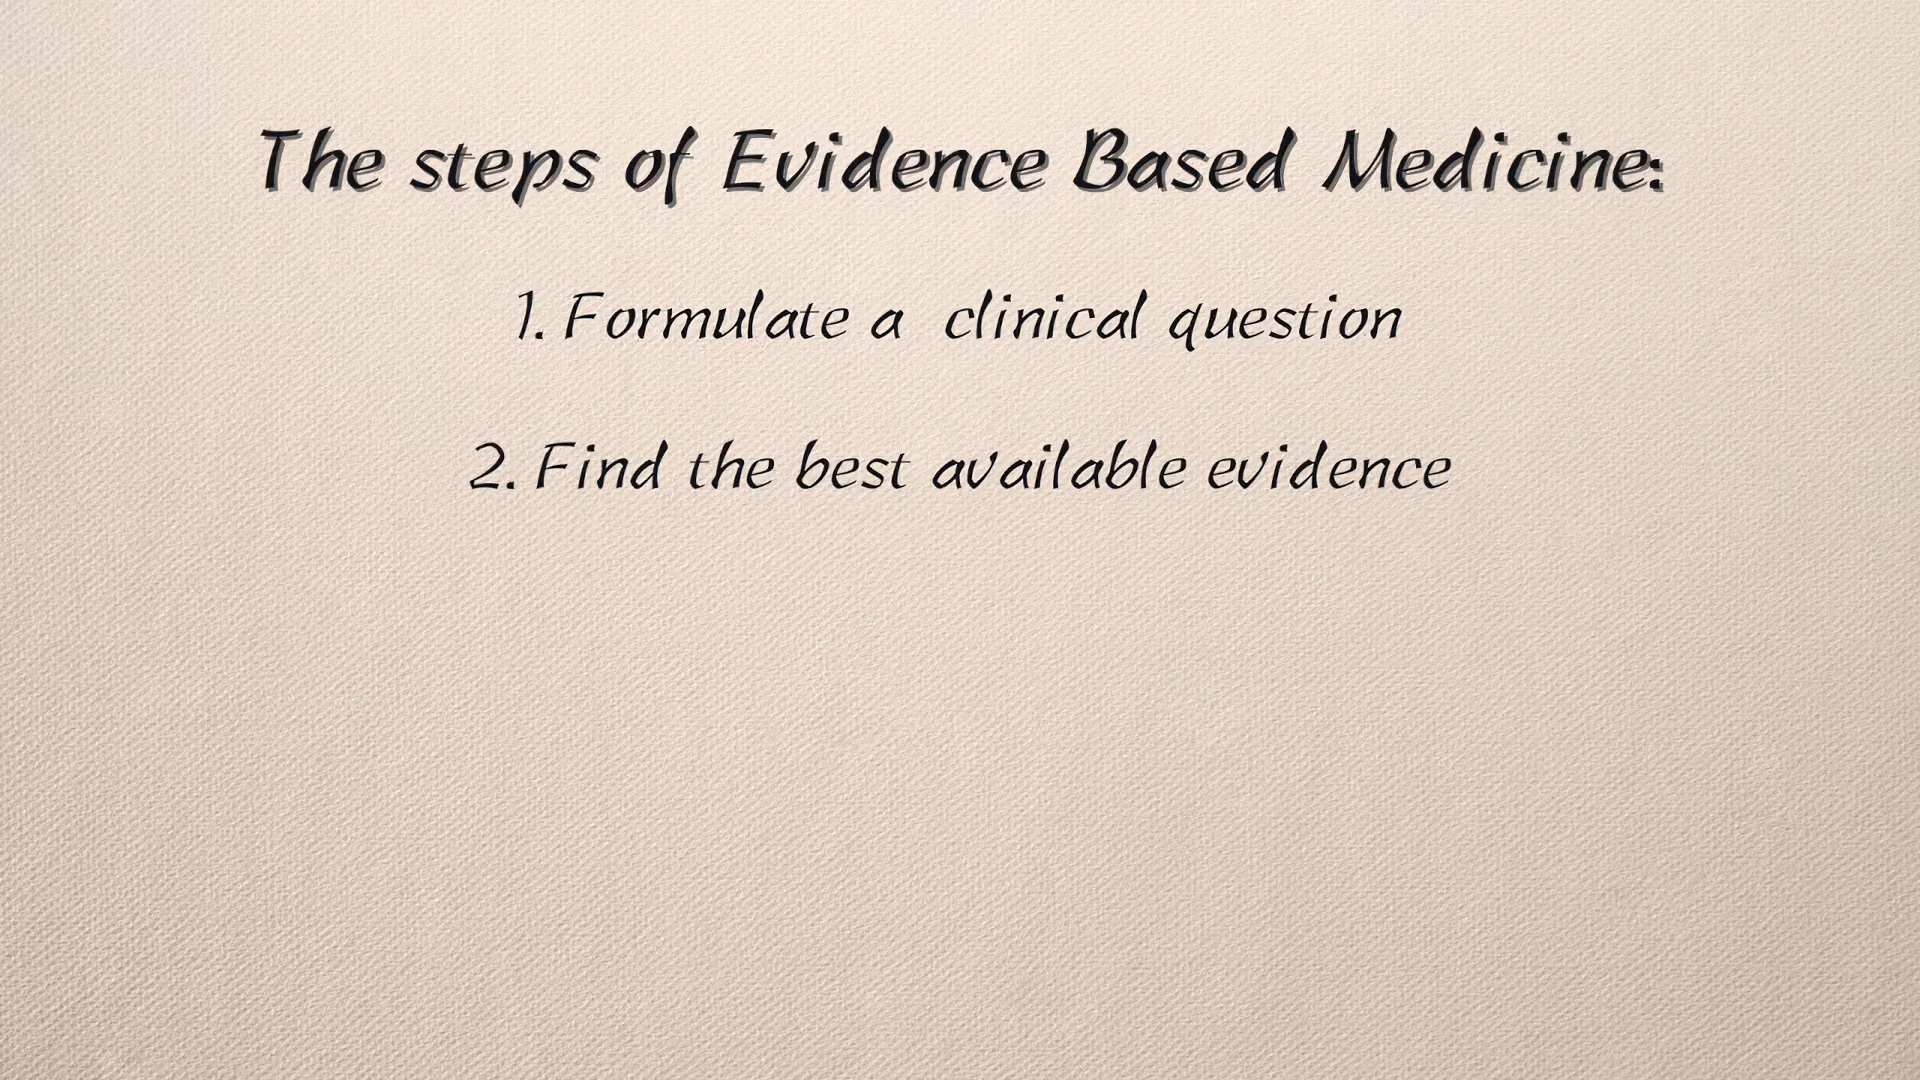 The steps of Evidence Based Medicine:
1. Formulate a  clinical question
2. Find the best available evidence